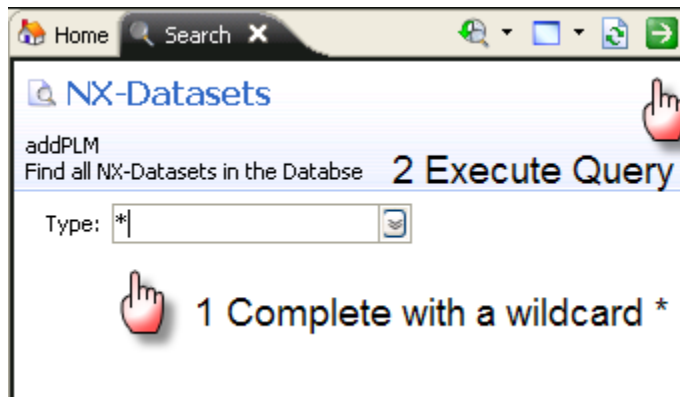 Home Search
NX-Datasets
addPLM
Find all NX-Datasets in the Databse
2 Execute Query
Type: *
1 Complete with a wildcard *